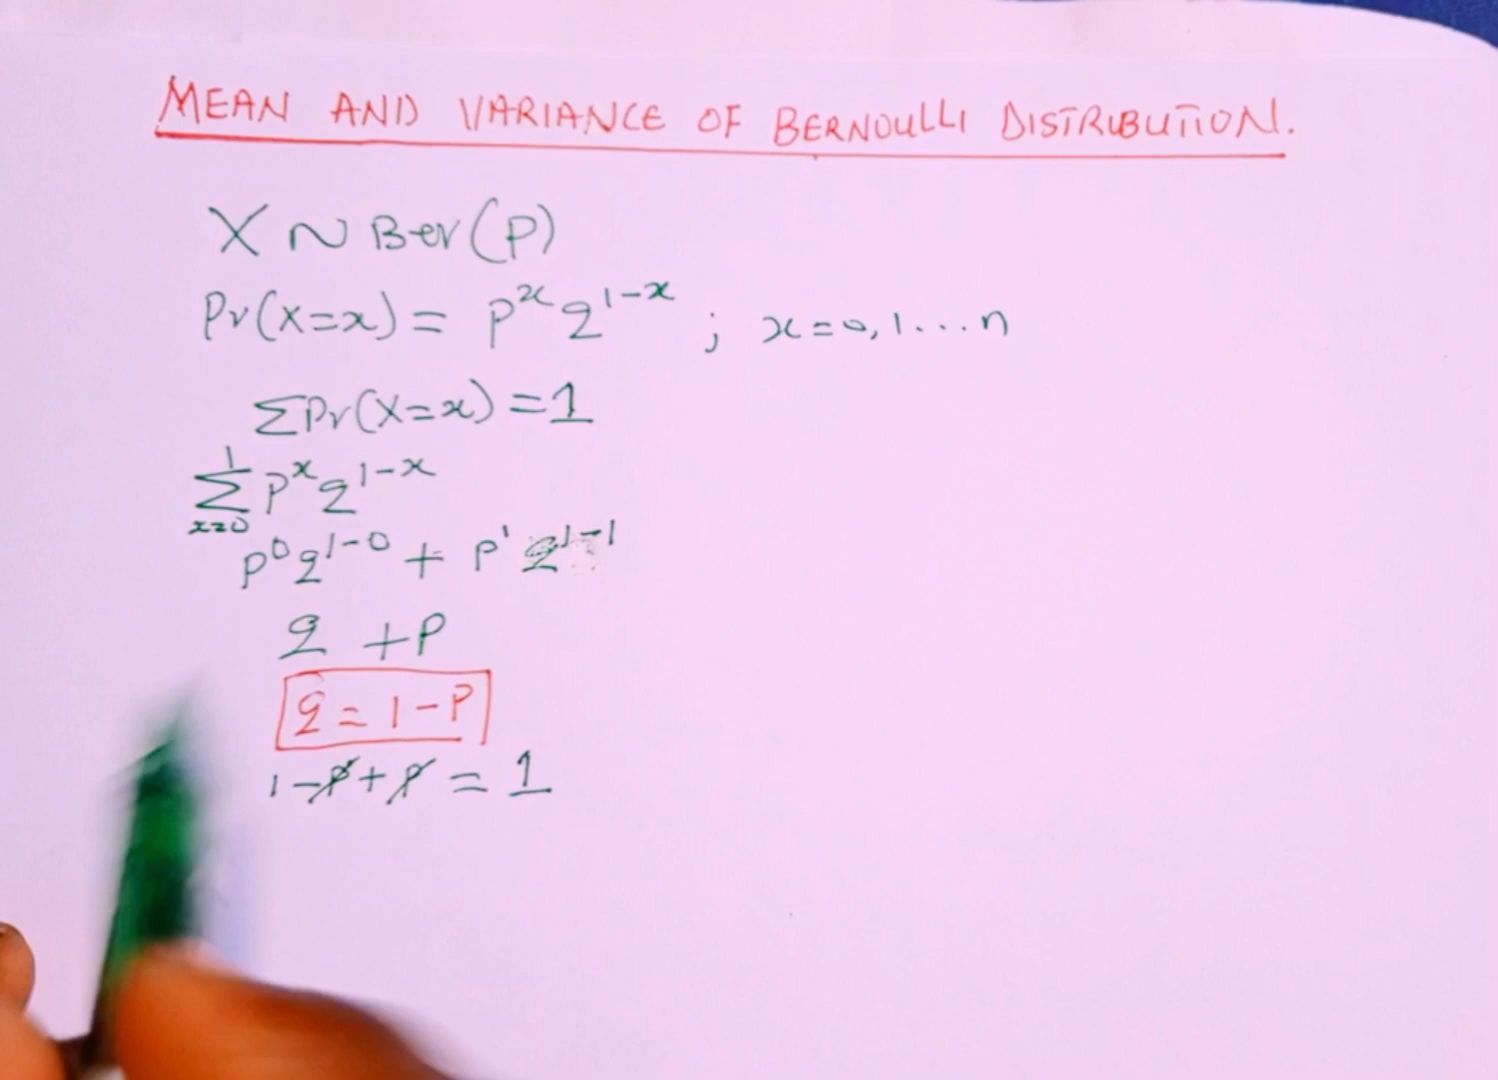 MEAN AND VARIANCE OF BERNOULLI DISTRIBUTION.
X ~ Ber(P)
Pr(X=x) = p^x q^1-x ; x=0,1...n
ΣPr(X=x) = 1
Σ_x=0^1 p^x q^1-x
p^0 q^1-0 + p^1 q^1-1
q + P
q = 1 - P
1 - p + p = 1